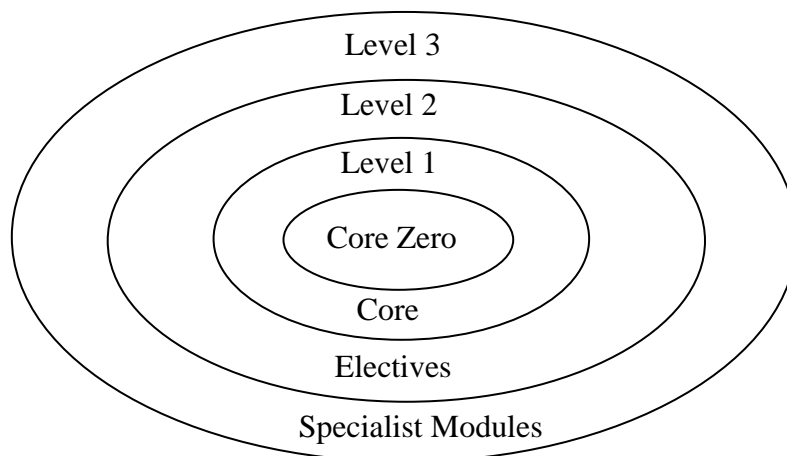 Level 3
Level 2
Level 1
Core Zero
Core
Electives
Specialist Modules